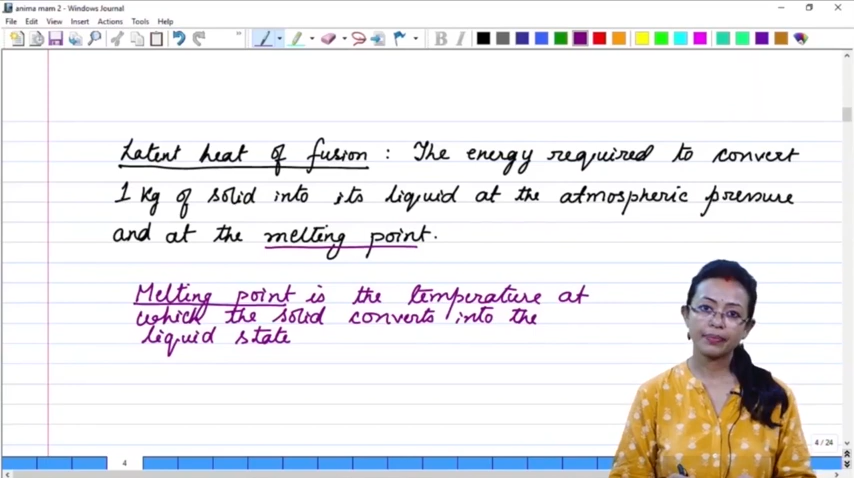 anima mam 2 - Windows Journal
File Edit View Insert Actions Tools Help
Latent heat of fusion : The energy required to convert
1 Kg of solid into its liquid at the atmospheric pressure
and at the melting point.
Melting point is the temperature at
which the solid converts into the
liquid state
4 / 24
4